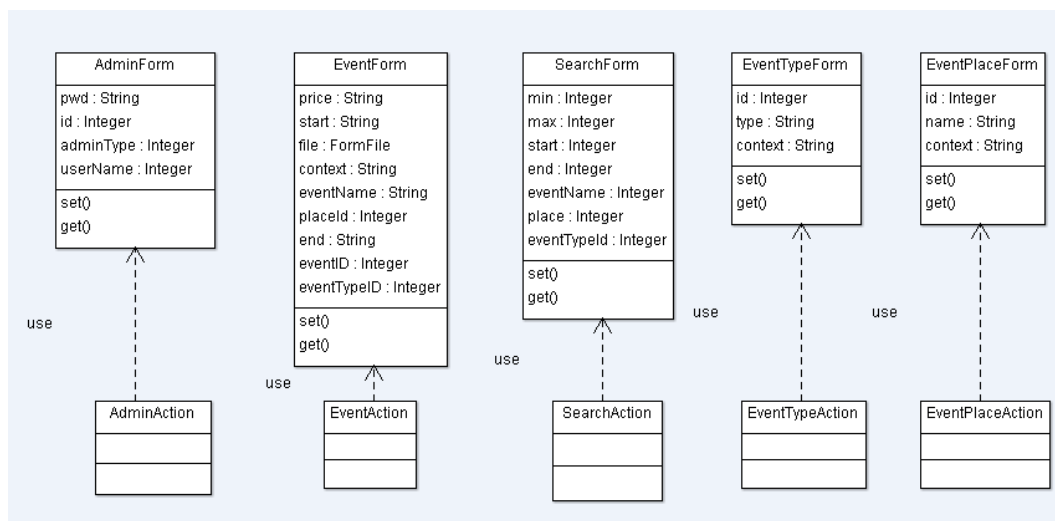 AdminForm
pwd : String
id : Integer
adminType : Integer
userName : Integer
set()
get()
EventForm
price : String
start : String
file : FormFile
context : String
eventName : String
placeId : Integer
end : String
eventID : Integer
eventTypeID : Integer
set()
get()
SearchForm
min : Integer
max : Integer
start : Integer
end : Integer
eventName : Integer
place : Integer
eventTypeId : Integer
set()
get()
EventTypeForm
id : Integer
type : String
context : String
set()
get()
EventPlaceForm
id : Integer
name : String
context : String
set()
get()
use
use
use
use
use
AdminAction
EventAction
SearchAction
EventTypeAction
EventPlaceAction